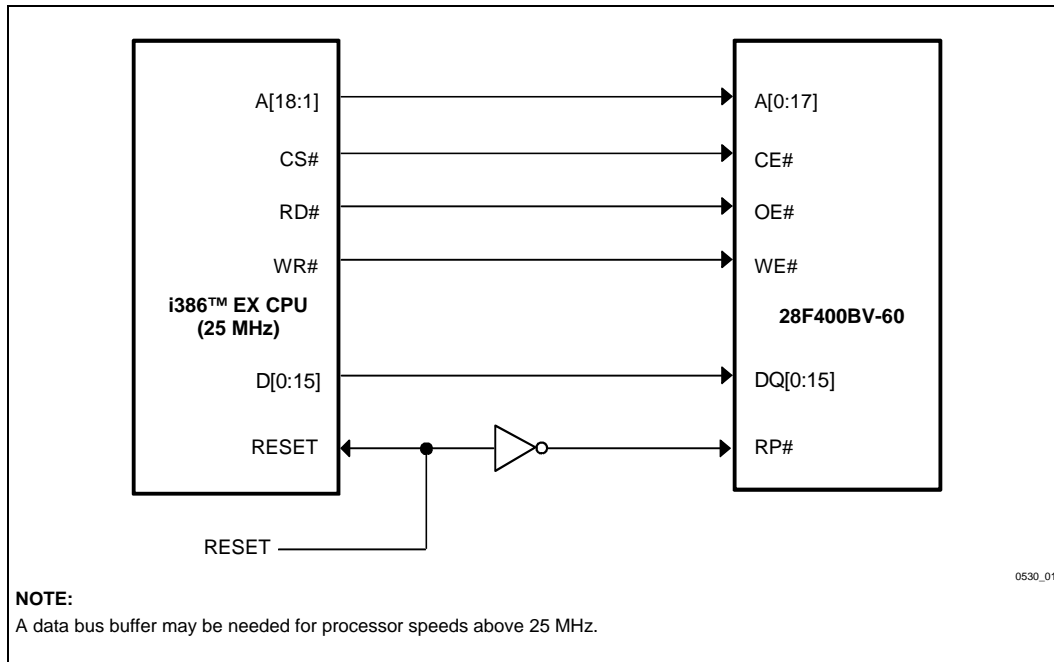 A[18:1] A[0:17]
CS# CE#
RD# OE#
WR# WE#
i386™ EX CPU
(25 MHz)
28F400BV-60
D[0:15] DQ[0:15]
RESET RP#
RESET
0530_01
NOTE:
A data bus buffer may be needed for processor speeds above 25 MHz.